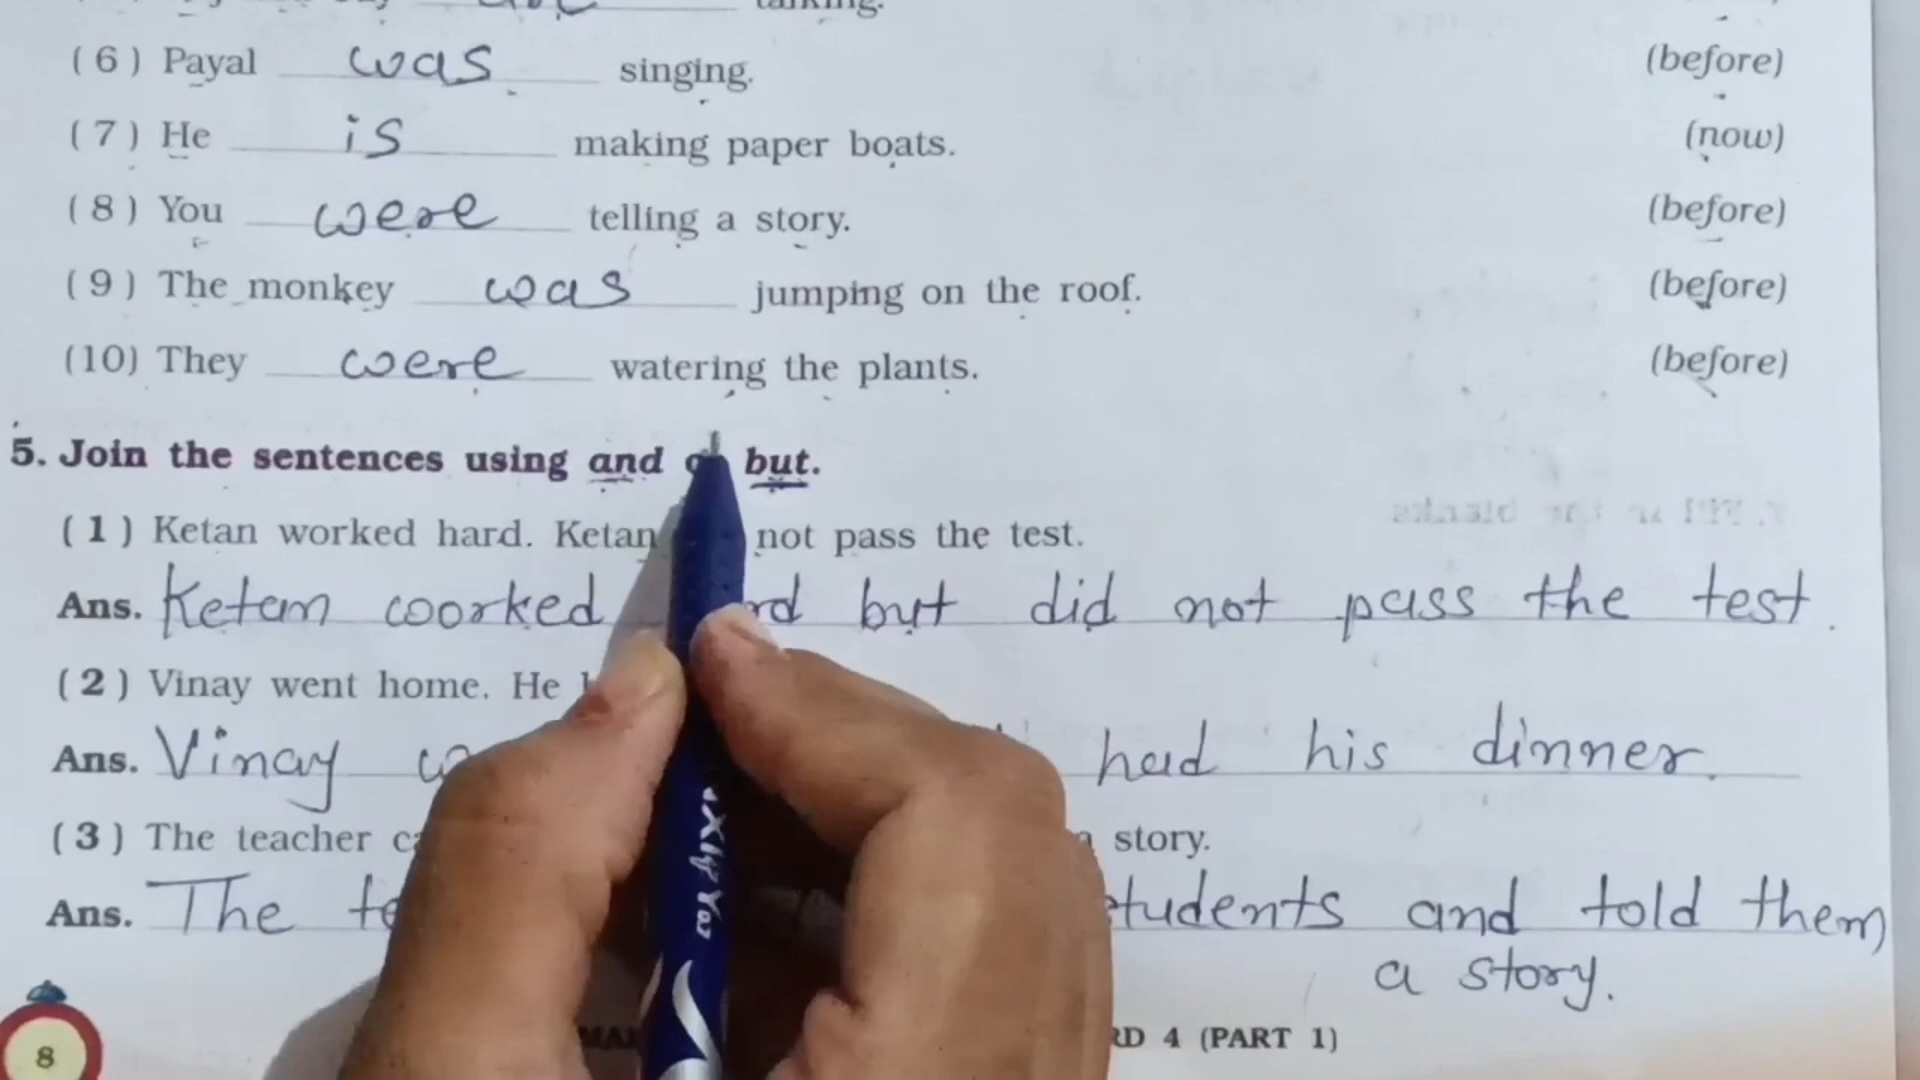 talking.
(6) Payal was singing. (before)
(7) He is making paper boats. (now)
(8) You were telling a story. (before)
(9) The monkey was jumping on the roof. (before)
(10) They were watering the plants. (before)
5. Join the sentences using and but.
(1) Ketan worked hard. Ketan not pass the test.
Ans. Ketan worked but did not pass the test.
(2) Vinay went home. He
Ans. Vinay had his dinner.
(3) The teacher story.
Ans. The students and told them
a story.
8 4 (PART 1)